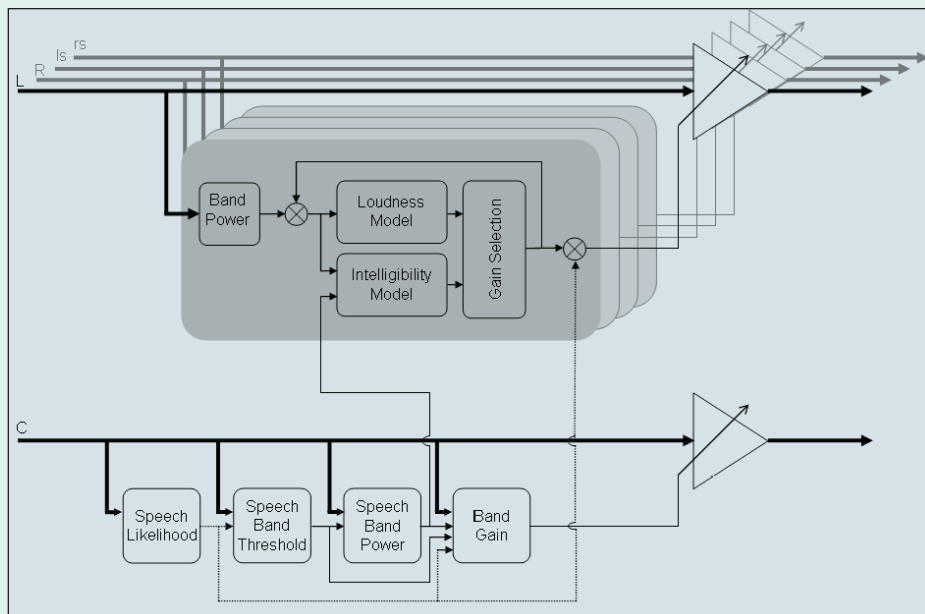 rs
ls
R
L
Band
Power
Loudness
Model
Intelligibility
Model
Gain Selection
C
Speech
Likelihood
Speech
Band
Threshold
Speech
Band
Power
Band
Gain